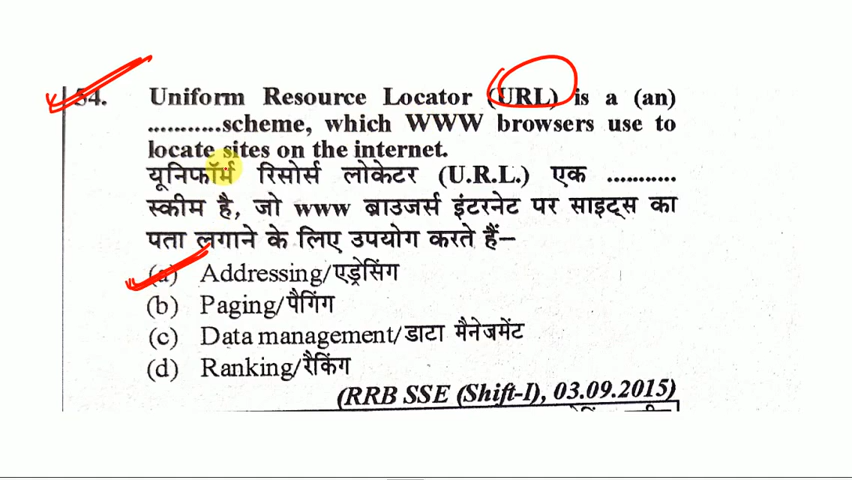 54. Uniform Resource Locator (URL) is a (an)
...........scheme, which WWW browsers use to
locate sites on the internet.
यूनिफॉर्म रिसोर्स लोकेटर (U.R.L.) एक ...........
स्कीम है, जो www ब्राउजर्स इंटरनेट पर साइट्स का
पता लगाने के लिए उपयोग करते हैं–
(a) Addressing/एड्रेसिंग
(b) Paging/पैगिंग
(c) Data management/डाटा मैनेजमेंट
(d) Ranking/रैकिंग
(RRB SSE (Shift-I), 03.09.2015)